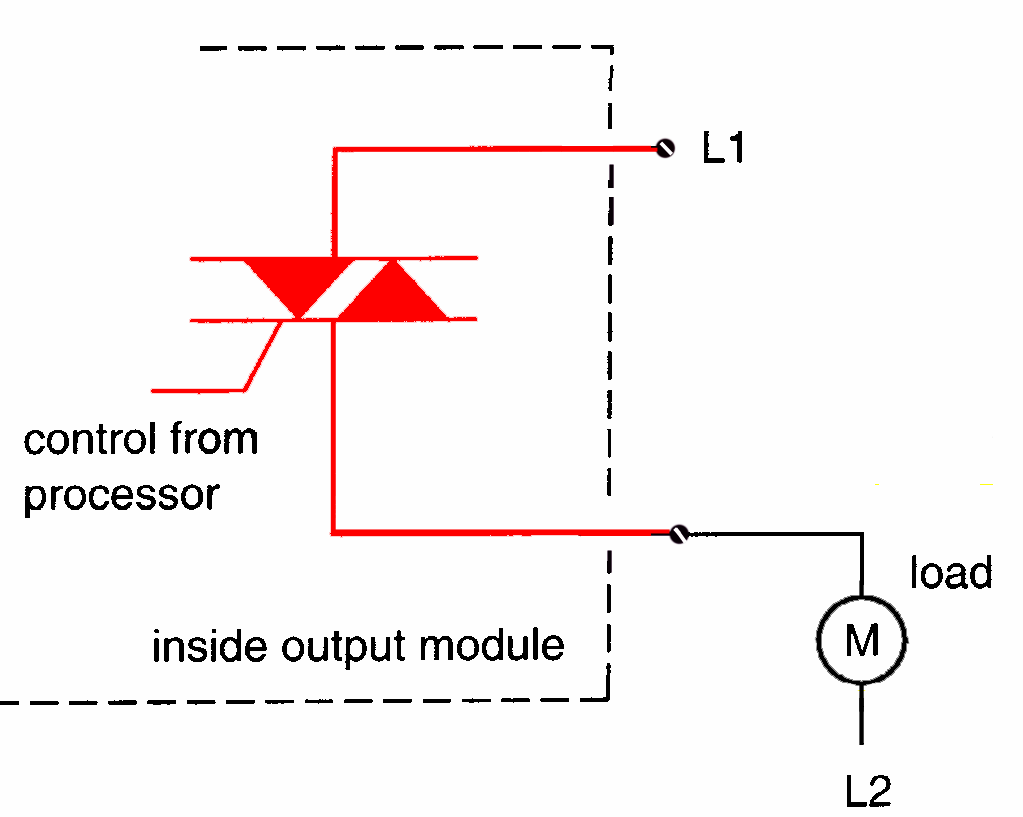 L1
control from
processor
load
M
inside output module
L2